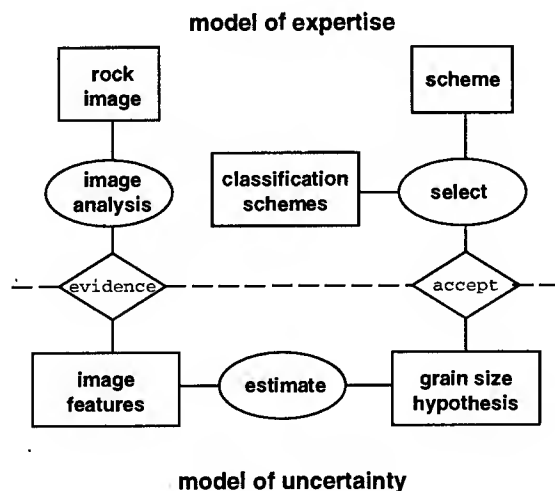 model of expertise
rock
image
scheme
image
analysis
classification
schemes
select
evidence
accept
image
features
estimate
grain size
hypothesis
model of uncertainty